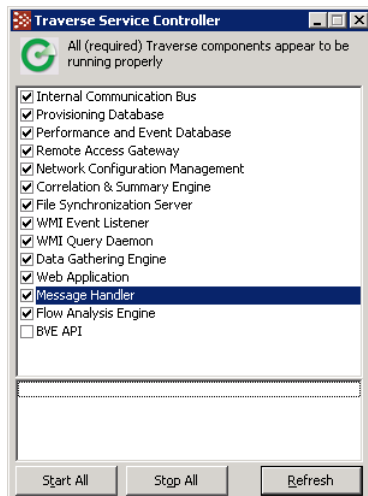 Traverse Service Controller
All (required) Traverse components appear to be
running properly
Internal Communication Bus
Provisioning Database
Performance and Event Database
Remote Access Gateway
Network Configuration Management
Correlation & Summary Engine
File Synchronization Server
WMI Event Listener
WMI Query Daemon
Data Gathering Engine
Web Application
Message Handler
Flow Analysis Engine
BVE API
Start All Stop All Refresh